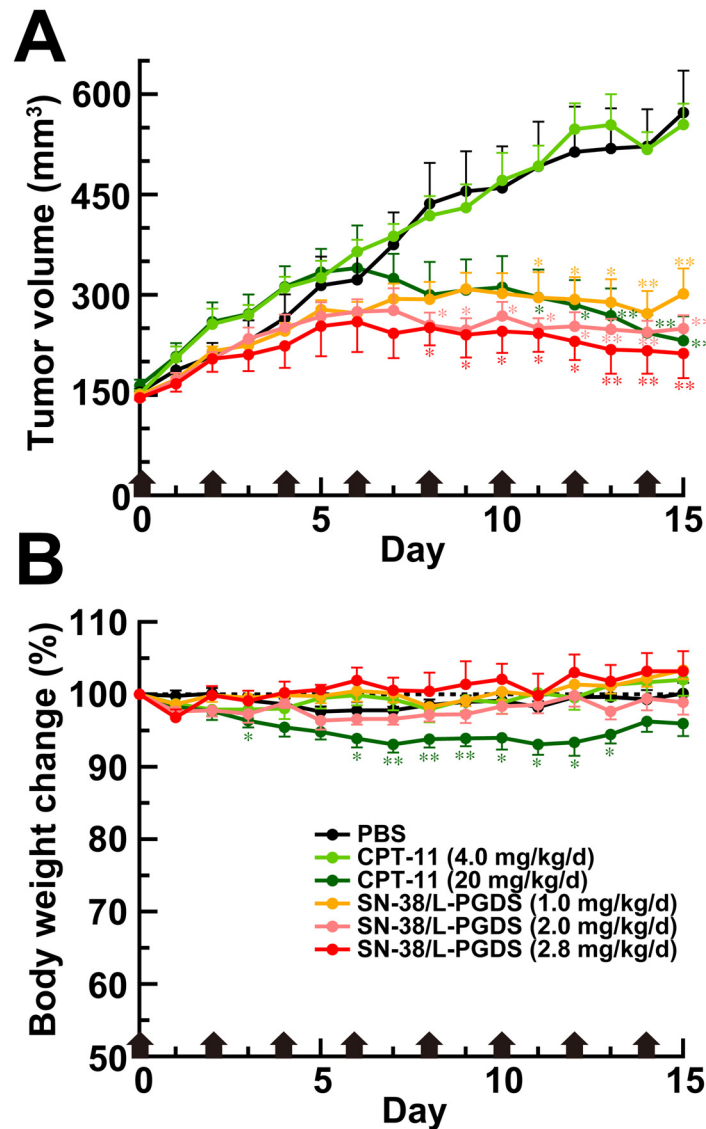 A
Tumor volume (mm³)
600
450
300
150
0
0 5 10 15
Day
B
Body weight change (%)
110
100
90
80
70
60
50
PBS
CPT-11 (4.0 mg/kg/d)
CPT-11 (20 mg/kg/d)
SN-38/L-PGDS (1.0 mg/kg/d)
SN-38/L-PGDS (2.0 mg/kg/d)
SN-38/L-PGDS (2.8 mg/kg/d)
0 5 10 15
Day